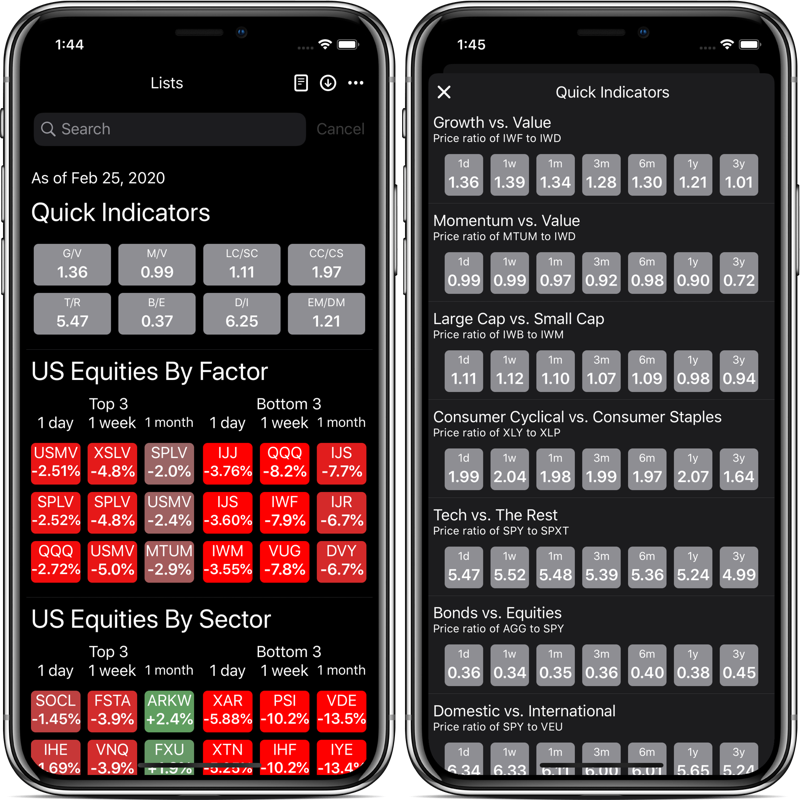 1:44
Lists
Search Cancel
As of Feb 25, 2020
Quick Indicators
G/V M/V LC/SC CC/CS
1.36 0.99 1.11 1.97
T/R B/E D/I EM/DM
5.47 0.37 6.25 1.21
US Equities By Factor
Top 3 Bottom 3
1 day 1 week 1 month 1 day 1 week 1 month
USMV XSLV SPLV IJJ QQQ IJS
-2.51% -4.8% -2.0% -3.76% -8.2% -7.7%
SPLV SPLV USMV IJS IWF IJR
-2.52% -4.8% -2.4% -3.60% -7.9% -6.7%
QQQ USMV MTUM IWM VUG DVY
-2.72% -5.0% -2.9% -3.55% -7.8% -6.7%
US Equities By Sector
Top 3 Bottom 3
1 day 1 week 1 month 1 day 1 week 1 month
SOCL FSTA ARKW XAR PSI VDE
-1.45% -3.9% +2.4% -5.88% -10.2% -13.5%
IHE VNQ FXU XTN IHF IYE
-1.69% -3.9% +1.9% -5.25% -10.2% -13.4%
1:45
Quick Indicators
Growth vs. Value
Price ratio of IWF to IWD
1d 1w 1m 3m 6m 1y 3y
1.36 1.39 1.34 1.28 1.30 1.21 1.01
Momentum vs. Value
Price ratio of MTUM to IWD
1d 1w 1m 3m 6m 1y 3y
0.99 0.99 0.97 0.92 0.98 0.90 0.72
Large Cap vs. Small Cap
Price ratio of IWB to IWM
1d 1w 1m 3m 6m 1y 3y
1.11 1.12 1.10 1.07 1.09 0.98 0.94
Consumer Cyclical vs. Consumer Staples
Price ratio of XLY to XLP
1d 1w 1m 3m 6m 1y 3y
1.99 2.04 1.98 1.99 1.97 2.07 1.64
Tech vs. The Rest
Price ratio of SPY to SPXT
1d 1w 1m 3m 6m 1y 3y
5.47 5.52 5.48 5.39 5.36 5.24 4.99
Bonds vs. Equities
Price ratio of AGG to SPY
1d 1w 1m 3m 6m 1y 3y
0.36 0.34 0.35 0.36 0.40 0.38 0.45
Domestic vs. International
Price ratio of SPY to VEU
1d 1w 1m 3m 6m 1y 3y
6.34 6.33 6.11 6.00 6.01 5.65 5.24